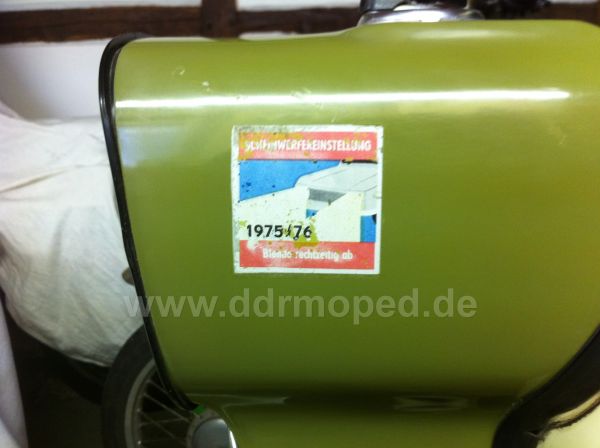 SCHEINWERFEREINSTELLUNG
1975/76
Blende rechtzeitig ab
www.ddrmoped.de